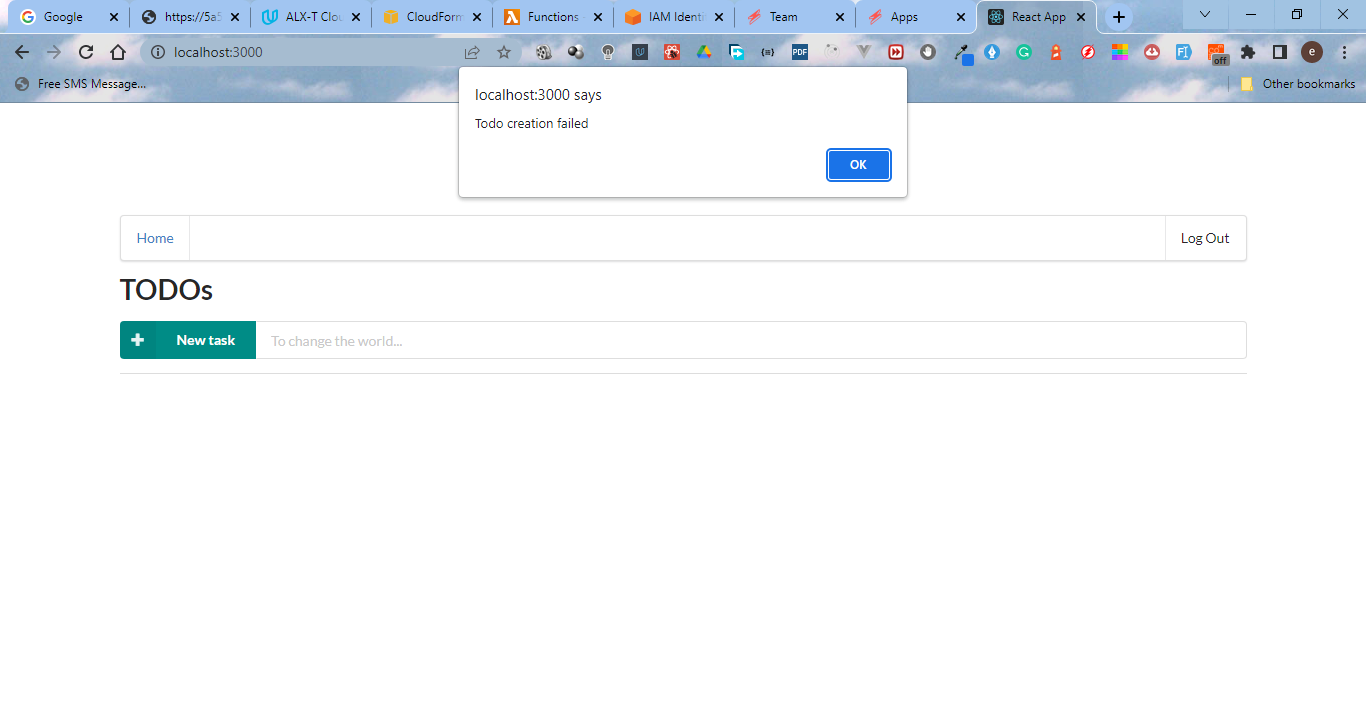 Google
https://5a5
ALX-T Clou
CloudForm
Functions
IAM Identi
Team
Apps
React App
localhost:3000
PDF
off
e
Free SMS Message...
Other bookmarks
localhost:3000 says
Todo creation failed
OK
Home
Log Out
TODOs
New task
To change the world...